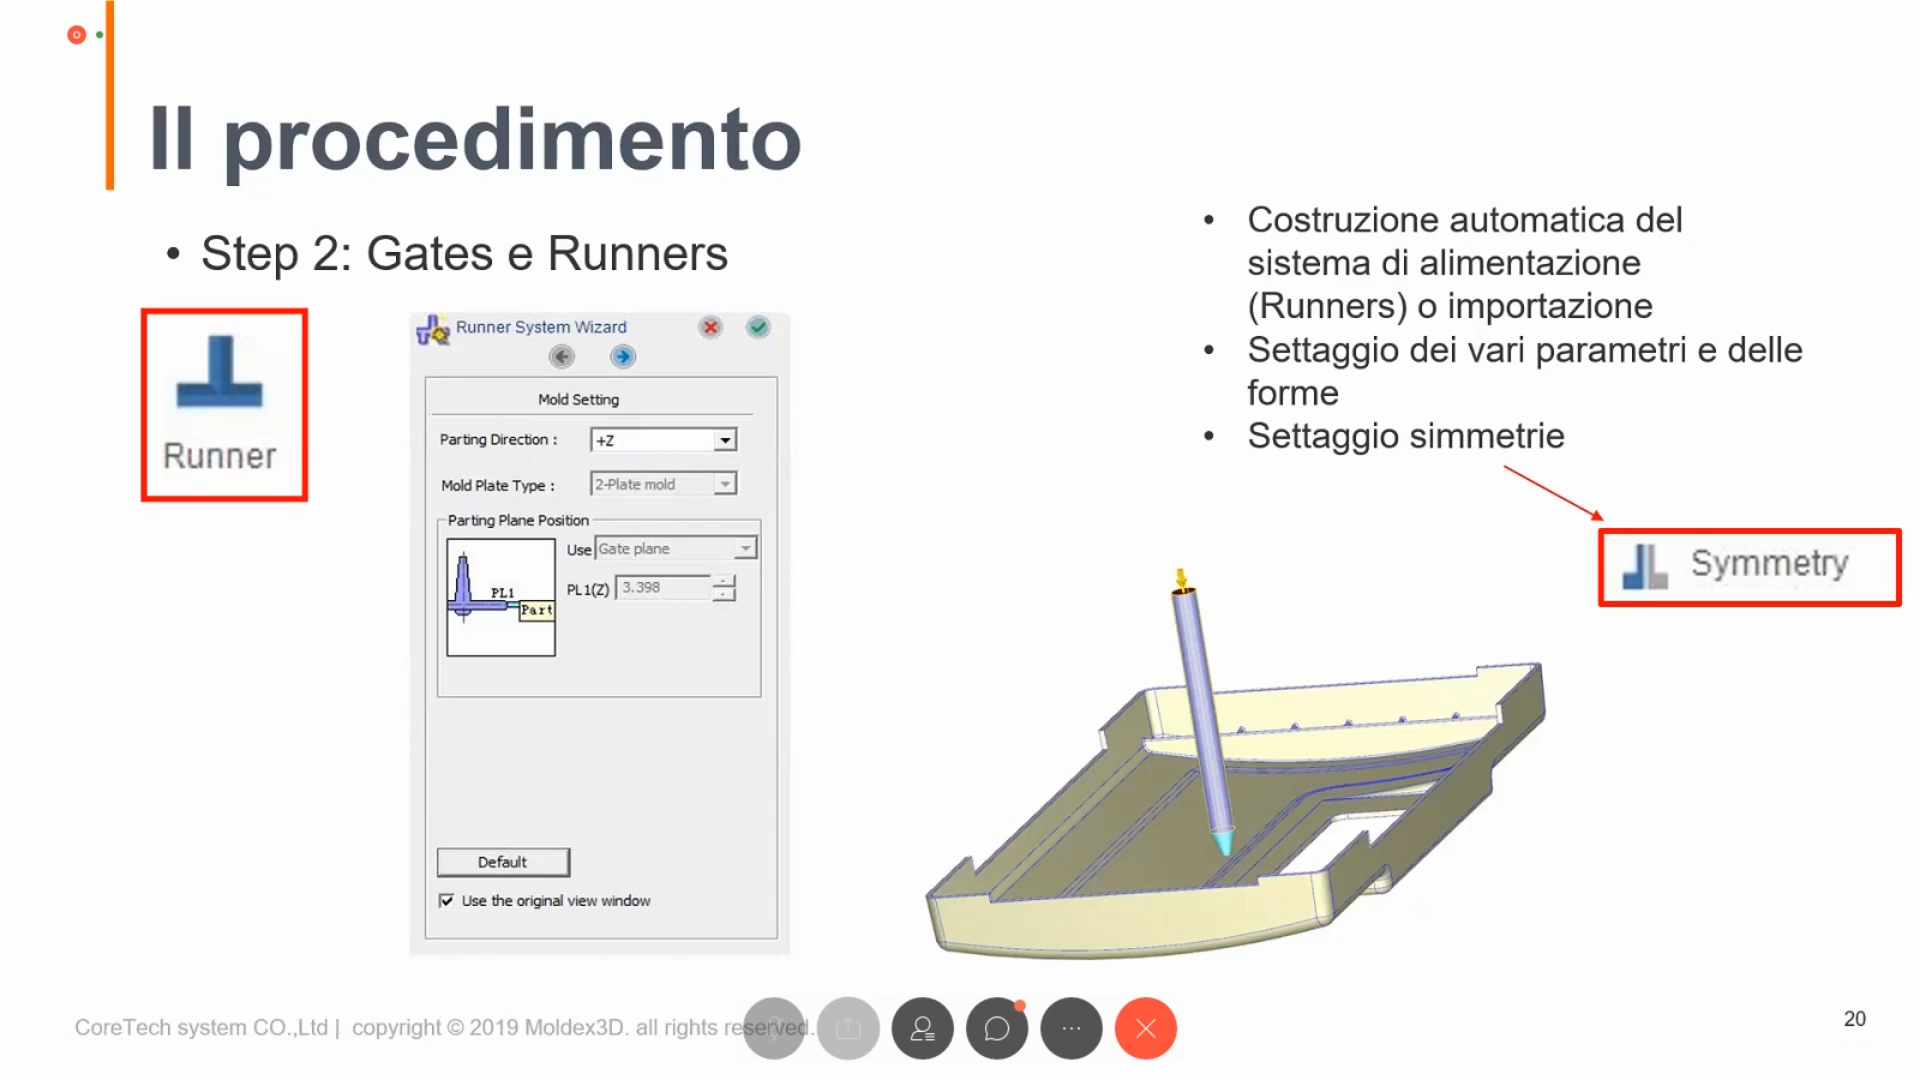 Il procedimento
• Step 2: Gates e Runners
Runner
Runner System Wizard
Mold Setting
Parting Direction :
+Z
Mold Plate Type :
2-Plate mold
Parting Plane Position
Use
Gate plane
PL1
Part
PL1(Z)
3.398
Default
Use the original view window
• Costruzione automatica del
sistema di alimentazione
(Runners) o importazione
• Settaggio dei vari parametri e delle
forme
• Settaggio simmetrie
Symmetry
CoreTech system CO.,Ltd | copyright © 2019 Moldex3D. all rights reserved.
20